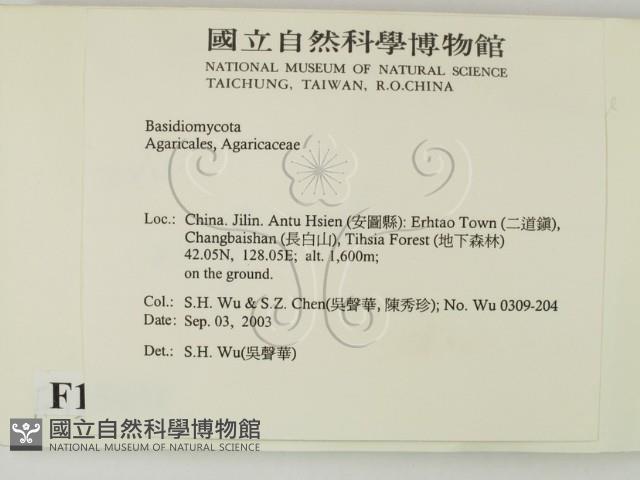 國立自然科學博物館
NATIONAL MUSEUM OF NATURAL SCIENCE
TAICHUNG, TAIWAN, R.O.CHINA
Basidiomycota
Agaricales, Agaricaceae
Loc.: China. Jilin. Antu Hsien (安圖縣): Erhtao Town (二道鎮),
Changbaishan (長白山), Tihsia Forest (地下森林)
42.05N, 128.05E; alt. 1,600m;
on the ground.
Col.: S.H. Wu & S.Z. Chen(吳聲華, 陳秀珍); No. Wu 0309-204
Date: Sep. 03, 2003
Det.: S.H. Wu(吳聲華)
F1
國立自然科學博物館
NATIONAL MUSEUM OF NATURAL SCIENCE